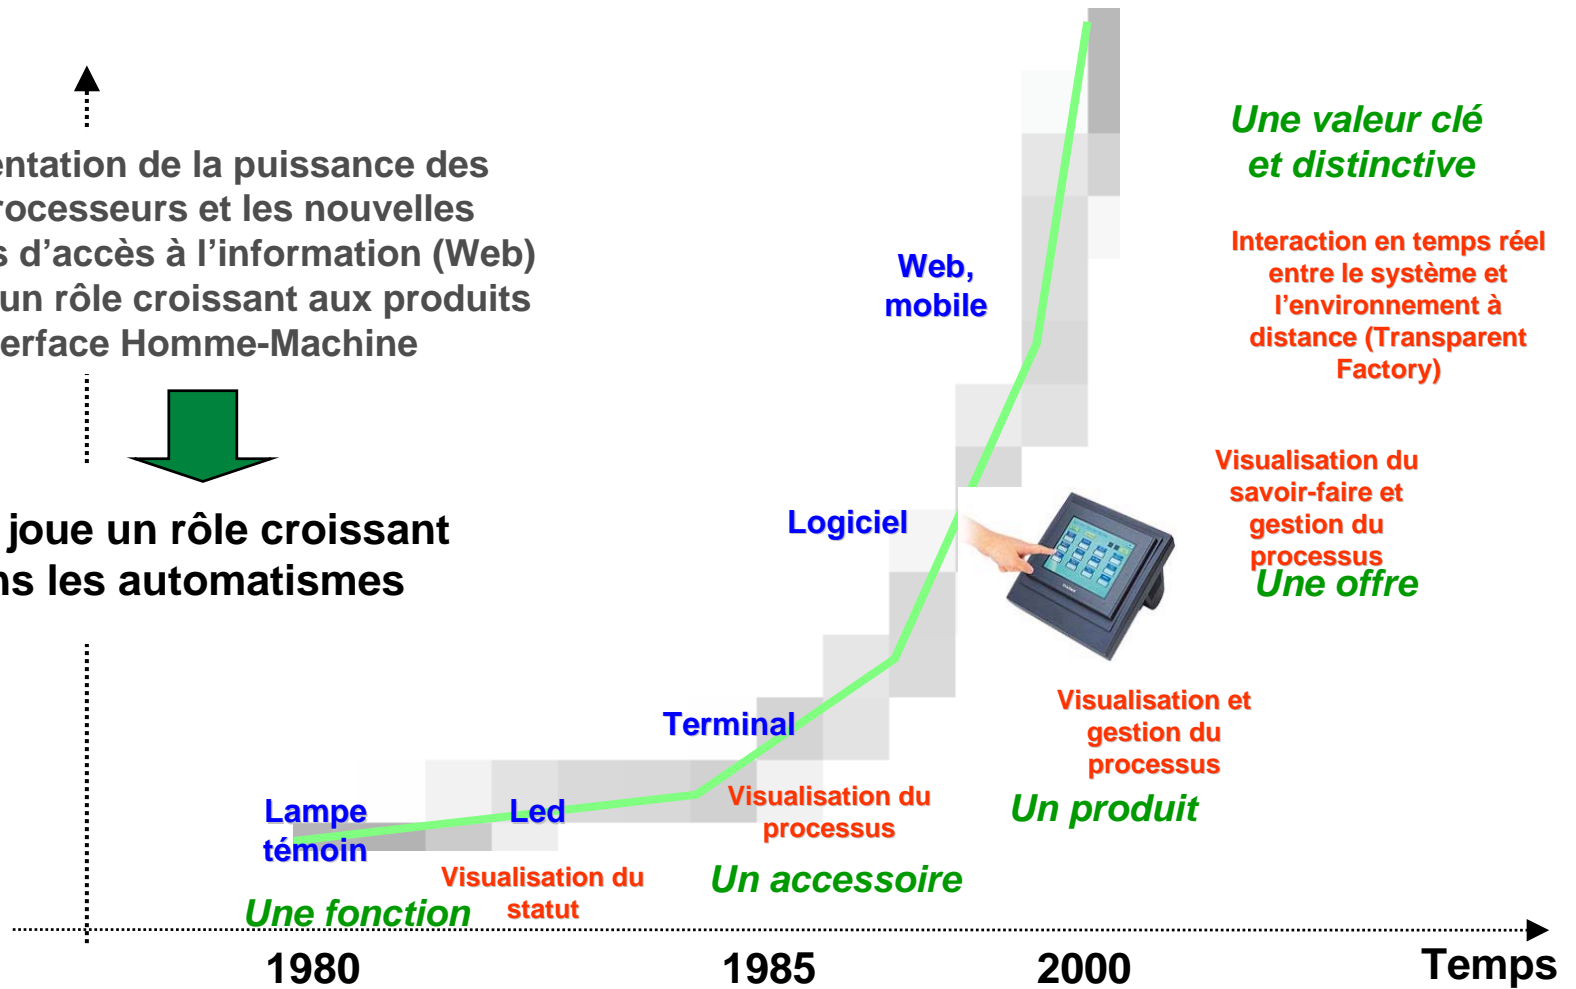 entation de la puissance des
rocesseurs et les nouvelles
s d'accès à l'information (Web)
un rôle croissant aux produits
erface Homme-Machine
joue un rôle croissant
ns les automatismes
Une valeur clé
et distinctive
Interaction en temps réel
entre le système et
l'environnement à
distance (Transparent
Factory)
Web,
mobile
Visualisation du
savoir-faire et
gestion du
processus
Une offre
Logiciel
Visualisation et
gestion du
processus
Un produit
Terminal
Visualisation du
processus
Un accessoire
Lampe
témoin
Led
Visualisation du
statut
Une fonction
1980
1985
2000
Temps